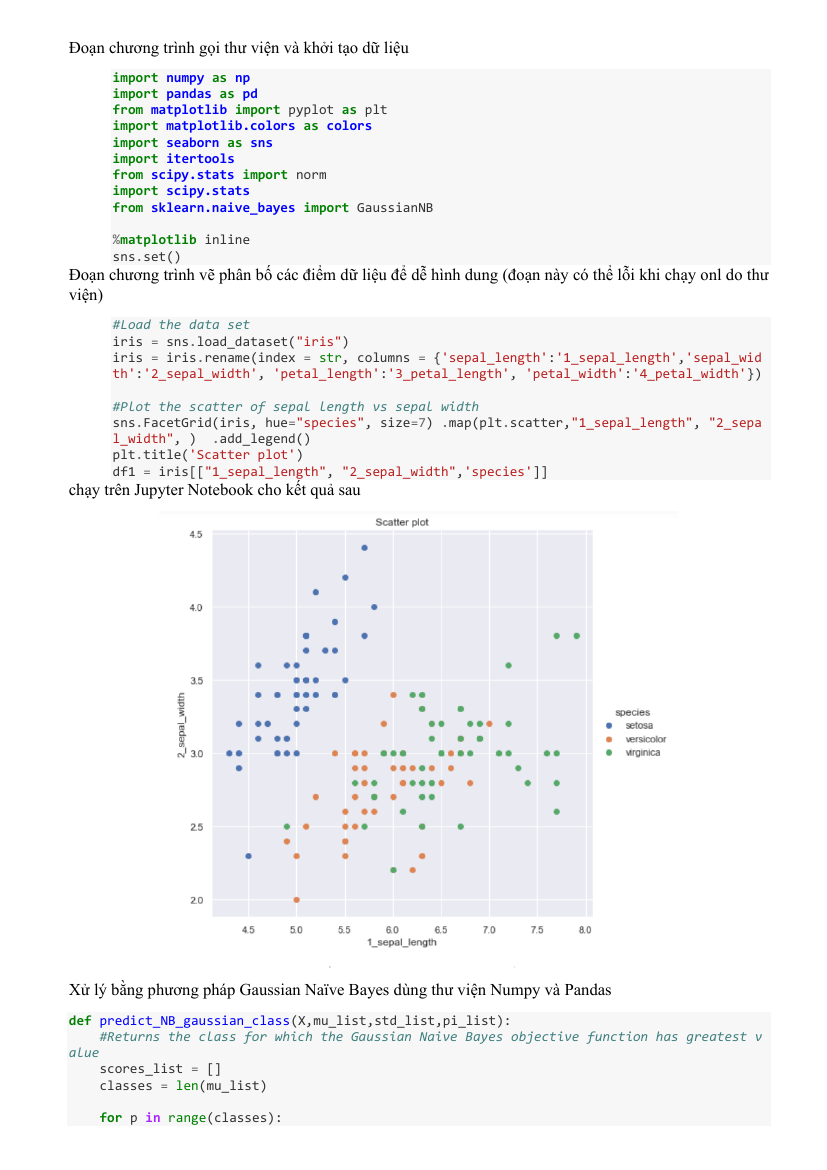 Đoạn chương trình gọi thư viện và khởi tạo dữ liệu
import numpy as np
import pandas as pd
from matplotlib import pyplot as plt
import matplotlib.colors as colors
import seaborn as sns
import itertools
from scipy.stats import norm
import scipy.stats
from sklearn.naive_bayes import GaussianNB
%matplotlib inline
sns.set()
Đoạn chương trình vẽ phân bố các điểm dữ liệu để dễ hình dung (đoạn này có thể lỗi khi chạy onl do thư
viện)
#Load the data set
iris = sns.load_dataset("iris")
iris = iris.rename(index = str, columns = {'sepal_length':'1_sepal_length','sepal_wid
th':'2_sepal_width', 'petal_length':'3_petal_length', 'petal_width':'4_petal_width'})
#Plot the scatter of sepal length vs sepal width
sns.FacetGrid(iris, hue="species", size=7) .map(plt.scatter,"1_sepal_length", "2_sepa
l_width", )  .add_legend()
plt.title('Scatter plot')
df1 = iris[["1_sepal_length", "2_sepal_width",'species']]
chạy trên Jupyter Notebook cho kết quả sau
Scatter plot
4.5
4.0
3.5
3.0
2.5
2.0
2_sepal_width
species
setosa
versicolor
virginica
4.5 5.0 5.5 6.0 6.5 7.0 7.5 8.0
1_sepal_length
Xử lý bằng phương pháp Gaussian Naïve Bayes dùng thư viện Numpy và Pandas
def predict_NB_gaussian_class(X,mu_list,std_list,pi_list):
#Returns the class for which the Gaussian Naive Bayes objective function has greatest v
alue
scores_list = []
classes = len(mu_list)
for p in range(classes):